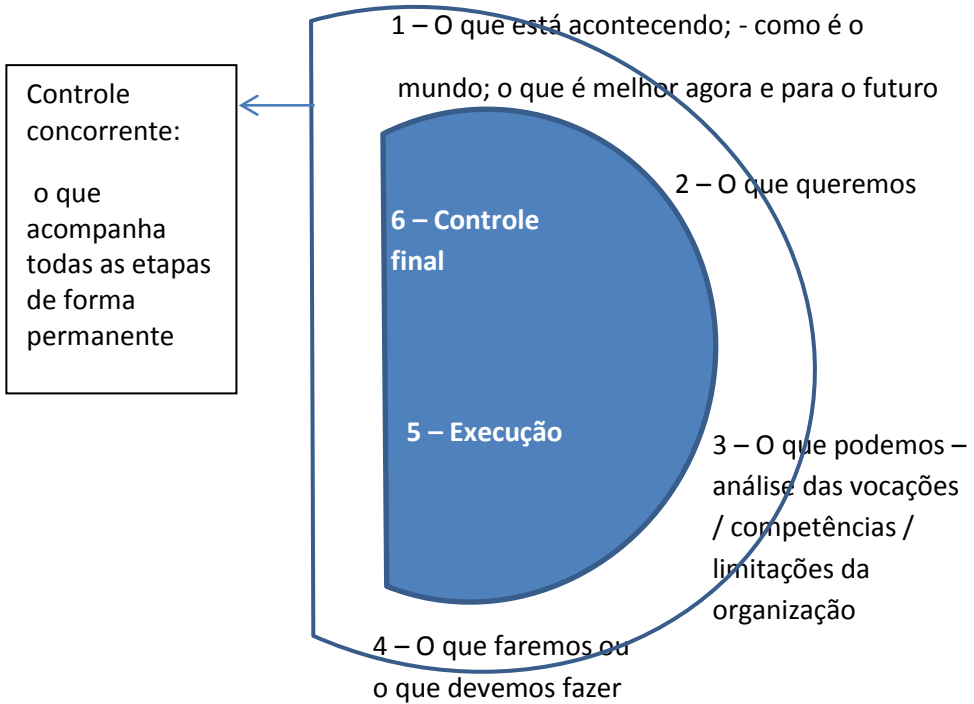 1 – O que está acontecendo; - como é o
mundo; o que é melhor agora e para o futuro
Controle
concorrente:
o que
acompanha
todas as etapas
de forma
permanente
2 – O que queremos
6 – Controle
final
5 – Execução
3 – O que podemos –
análise das vocações
/ competências /
limitações da
organização
4 – O que faremos ou
o que devemos fazer